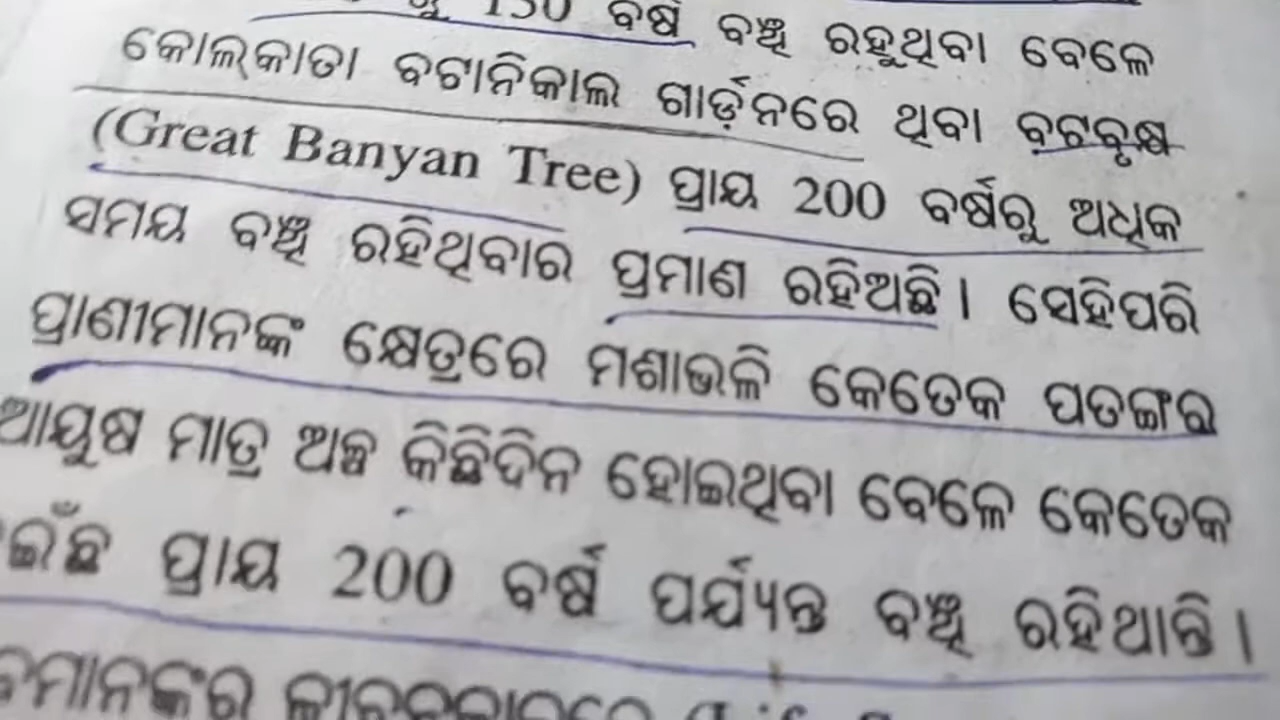 150 ବର୍ଷ ବଞ୍ଚି ରହୁଥିବା ବେଳେ
କୋଲ୍‌କାତା ବଟାନିକାଲ ଗାର୍ଡ଼ନରେ ଥିବା ବଟବୃକ୍ଷ
(Great Banyan Tree) ପ୍ରାୟ 200 ବର୍ଷରୁ ଅଧିକ
ସମୟ ବଞ୍ଚି ରହିଥିବାର ପ୍ରମାଣ ରହିଅଛି। ସେହିପରି
ପ୍ରାଣୀମାନଙ୍କ କ୍ଷେତ୍ରରେ ମଶାଭଳି କେତେକ ପତଙ୍ଗର
ଆୟୁଷ ମାତ୍ର ଅଳ୍ପ କିଛିଦିନ ହୋଇଥିବା ବେଳେ କେତେକ
ପ୍ରାୟ 200 ବର୍ଷ ପର୍ଯ୍ୟନ୍ତ ବଞ୍ଚି ରହିଥାନ୍ତି।